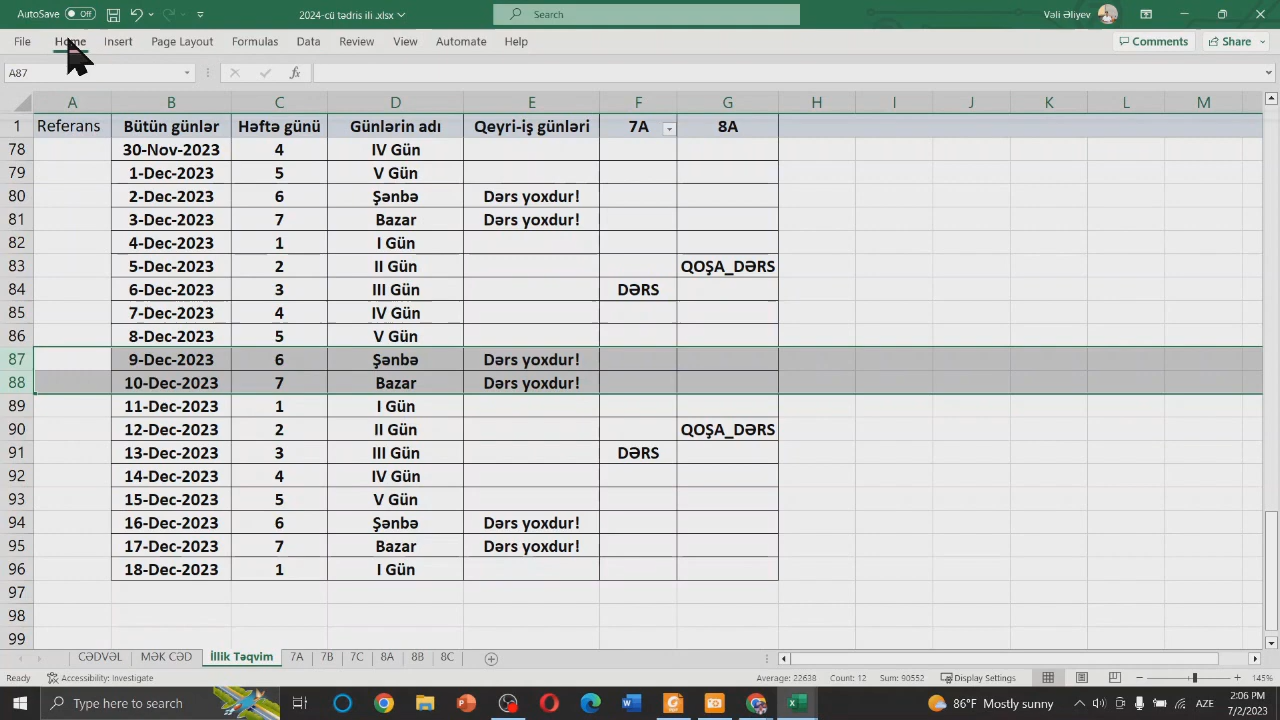 AutoSave Off 2024-cü tədris ili .xlsx Search Vəli Əliyev
File Home Insert Page Layout Formulas Data Review View Automate Help Comments Share
A87 fx
A B C D E F G H I J K L M
1 Referans Bütün günlər Həftə günü Günlərin adı Qeyri-iş günləri 7A 8A
78 30-Nov-2023 4 IV Gün
79 1-Dec-2023 5 V Gün
80 2-Dec-2023 6 Şənbə Dərs yoxdur!
81 3-Dec-2023 7 Bazar Dərs yoxdur!
82 4-Dec-2023 1 I Gün
83 5-Dec-2023 2 II Gün QOŞA_DƏRS
84 6-Dec-2023 3 III Gün DƏRS
85 7-Dec-2023 4 IV Gün
86 8-Dec-2023 5 V Gün
87 9-Dec-2023 6 Şənbə Dərs yoxdur!
88 10-Dec-2023 7 Bazar Dərs yoxdur!
89 11-Dec-2023 1 I Gün
90 12-Dec-2023 2 II Gün QOŞA_DƏRS
91 13-Dec-2023 3 III Gün DƏRS
92 14-Dec-2023 4 IV Gün
93 15-Dec-2023 5 V Gün
94 16-Dec-2023 6 Şənbə Dərs yoxdur!
95 17-Dec-2023 7 Bazar Dərs yoxdur!
96 18-Dec-2023 1 I Gün
97
98
99
CƏDVƏL MƏK CƏD İllik Təqvim 7A 7B 7C 8A 8B 8C
Ready Accessibility: Investigate Average: 22638 Count: 12 Sum: 90552 Display Settings 145%
Type here to search 86°F Mostly sunny AZE 2:06 PM
7/2/2023